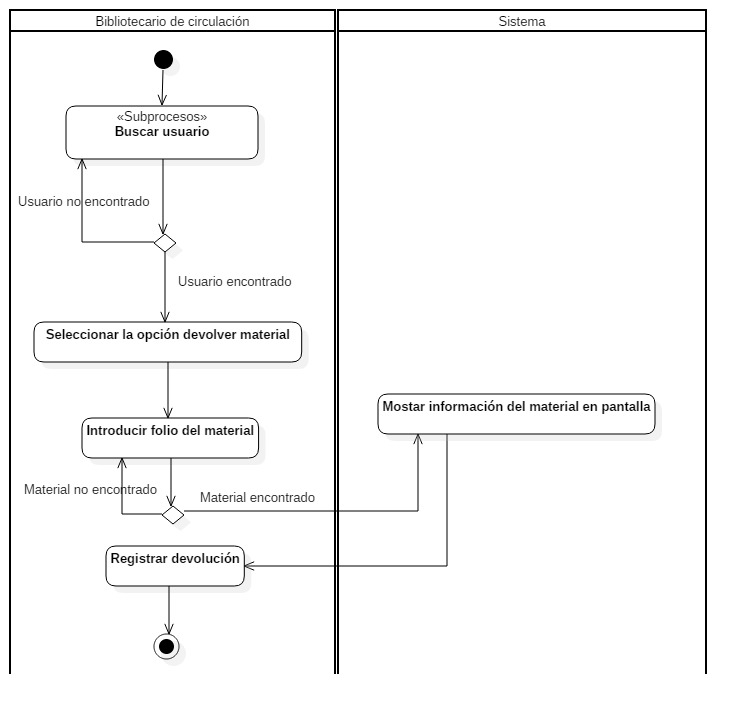 Bibliotecario de circulación
Sistema
«Subprocesos»
Buscar usuario
Usuario no encontrado
Usuario encontrado
Seleccionar la opción devolver material
Mostar información del material en pantalla
Introducir folio del material
Material no encontrado
Material encontrado
Registrar devolución